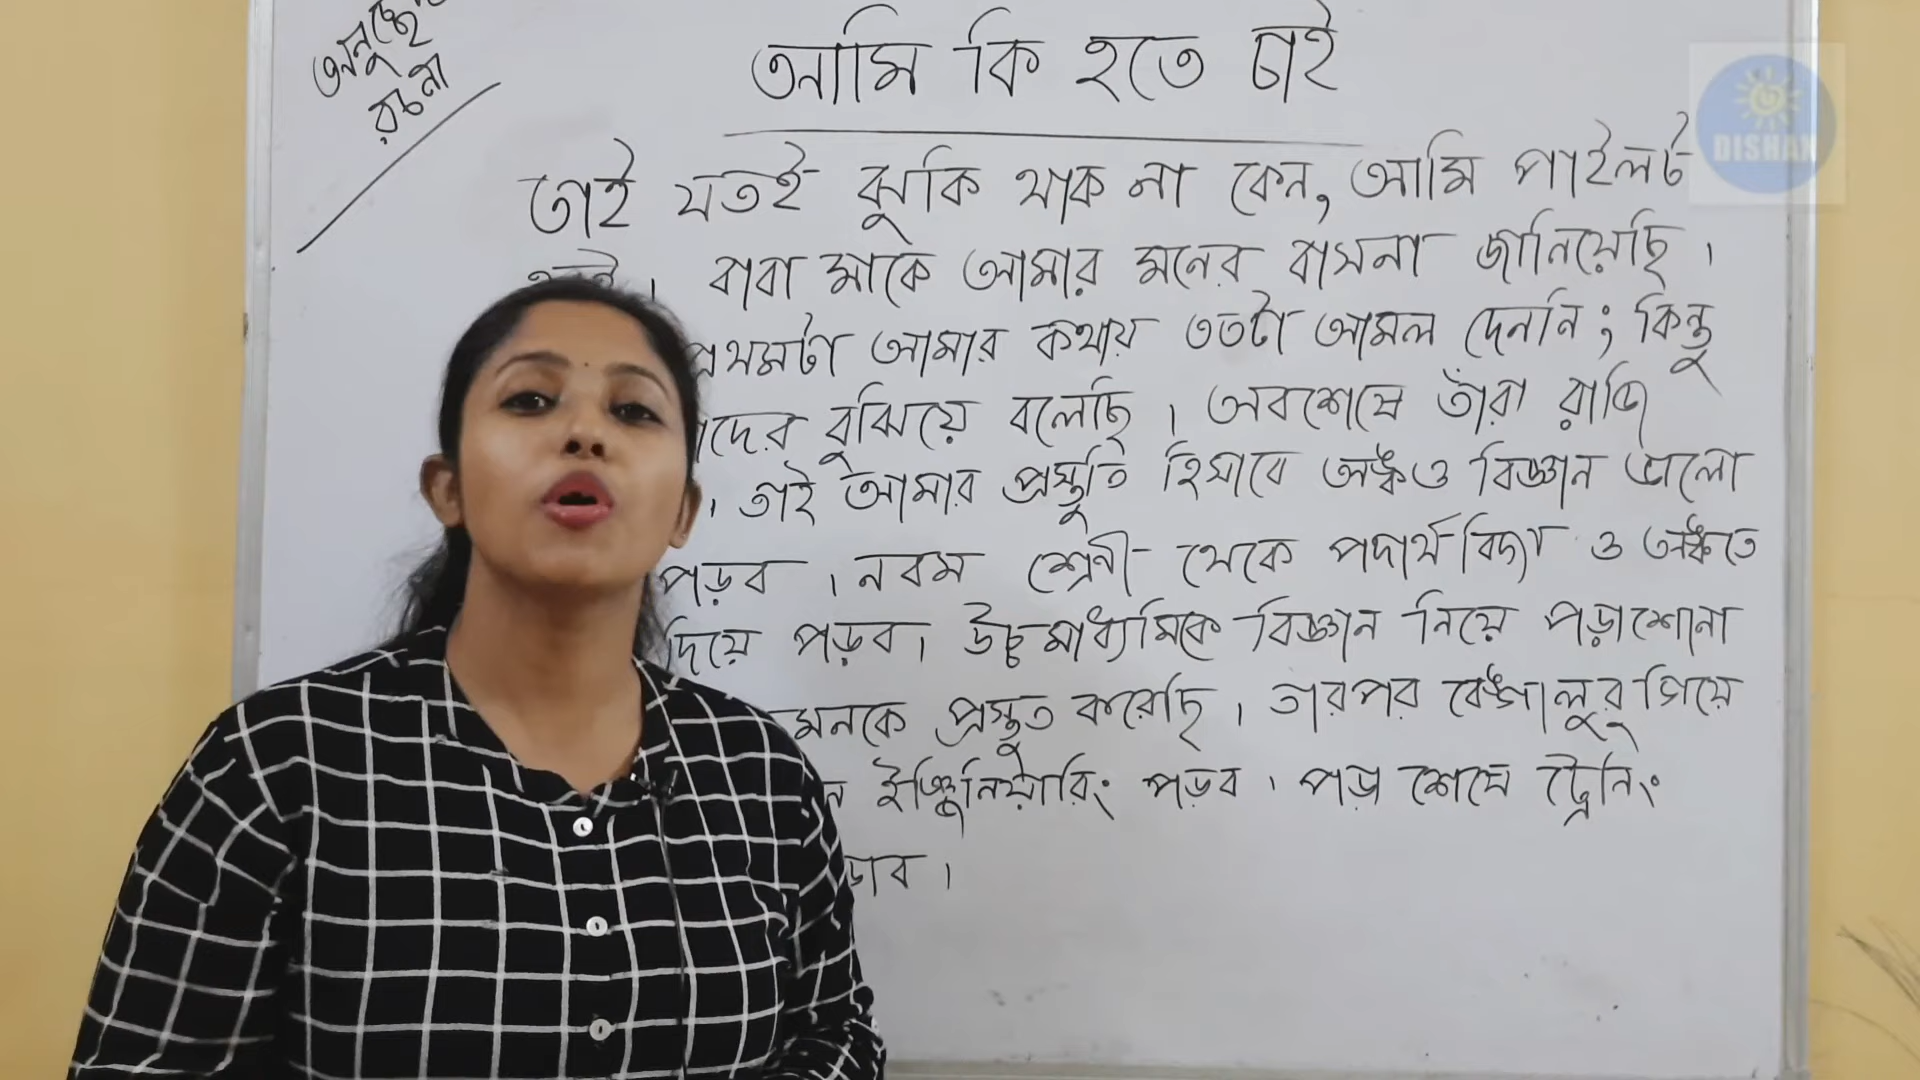 অনুচ্ছেদ
রচনা
আমি কি হতে চাই
DISHAN
তাই যতই ঝুকি থাক না কেন, আমি পাইলট
। বাবা মাকে আমার মনের বাসনা জানিয়েছি ।
প্রথমটা আমার কথায় ততটা আমল দেননি ; কিন্তু
বুঝিয়ে বলেছি । অবশেষে তাঁরা রাজি
। তাই আমার প্রস্তুতি হিসাবে অঙ্ক ও বিজ্ঞান ভালো
পড়ব । নবম শ্রেনী থেকে পদার্থবিদ্যা ও অঙ্কতে
দিয়ে পড়ব । উচ্চমাধ্যমিকে বিজ্ঞান নিয়ে পড়াশোনা
মনকে প্রস্তুত করেছি । তারপর বেঙ্গালুর গিয়ে
ইঞ্জিনিয়ারিং পড়ব । পড়া শেষে ট্রেনিং
।